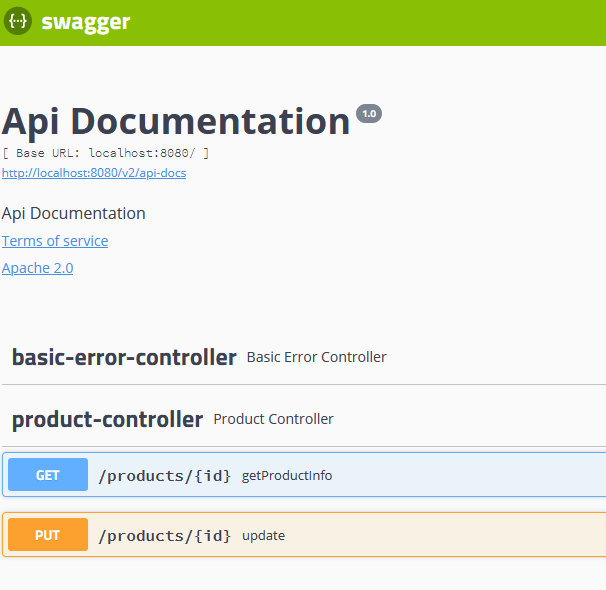 {···} swagger
Api Documentation 1.0
[ Base URL: localhost:8080/ ]
http://localhost:8080/v2/api-docs
Api Documentation
Terms of service
Apache 2.0
basic-error-controller Basic Error Controller
product-controller Product Controller
GET /products/{id} getProductInfo
PUT /products/{id} update